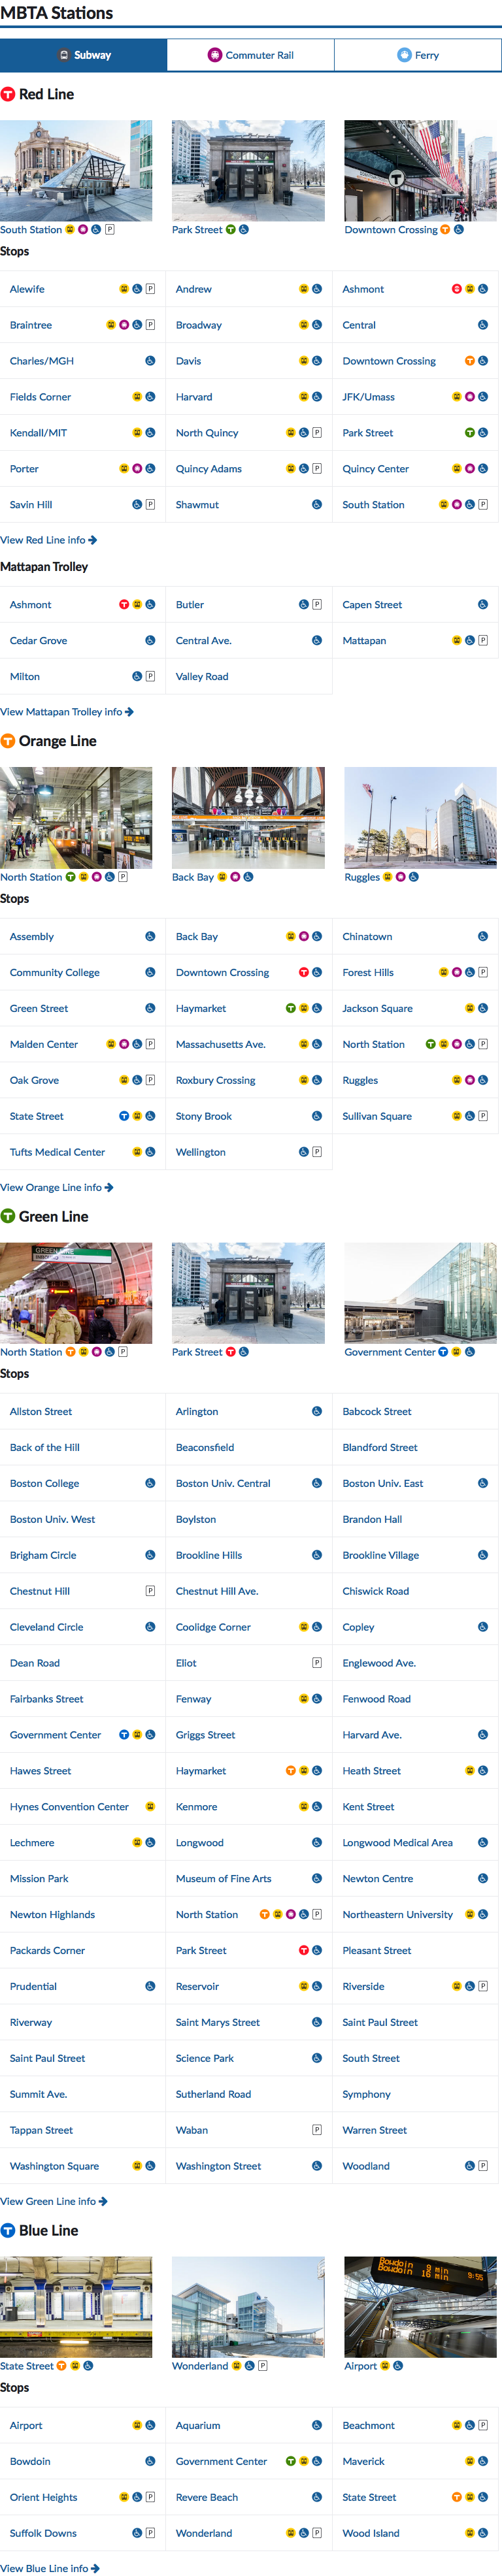 MBTA Stations
Subway Commuter Rail Ferry
T Red Line
South Station P Park Street T Downtown Crossing T
Stops
Alewife P Andrew Ashmont
Braintree P Broadway Central
Charles/MGH Davis Downtown Crossing T
Fields Corner Harvard JFK/Umass
Kendall/MIT North Quincy P Park Street T
Porter Quincy Adams P Quincy Center
Savin Hill P Shawmut South Station P
View Red Line info
Mattapan Trolley
Ashmont T Butler P Capen Street
Cedar Grove Central Ave. Mattapan P
Milton P Valley Road
View Mattapan Trolley info
T Orange Line
North Station T P Back Bay Ruggles
Stops
Assembly Back Bay Chinatown
Community College Downtown Crossing T Forest Hills P
Green Street Haymarket T Jackson Square
Malden Center P Massachusetts Ave. North Station T P
Oak Grove P Roxbury Crossing Ruggles
State Street T Stony Brook Sullivan Square P
Tufts Medical Center Wellington P
View Orange Line info
T Green Line
GREEN LINE
North Station T P Park Street T Government Center T
Stops
Allston Street Arlington Babcock Street
Back of the Hill Beaconsfield Blandford Street
Boston College Boston Univ. Central Boston Univ. East
Boston Univ. West Boylston Brandon Hall
Brigham Circle Brookline Hills Brookline Village
Chestnut Hill P Chestnut Hill Ave. Chiswick Road
Cleveland Circle Coolidge Corner Copley
Dean Road Eliot P Englewood Ave.
Fairbanks Street Fenway Fenwood Road
Government Center T Griggs Street Harvard Ave.
Hawes Street Haymarket T Heath Street
Hynes Convention Center Kenmore Kent Street
Lechmere Longwood Longwood Medical Area
Mission Park Museum of Fine Arts Newton Centre
Newton Highlands North Station T P Northeastern University
Packards Corner Park Street T Pleasant Street
Prudential Reservoir Riverside P
Riverway Saint Marys Street Saint Paul Street
Saint Paul Street Science Park South Street
Summit Ave. Sutherland Road Symphony
Tappan Street Waban P Warren Street
Washington Square Washington Street Woodland P
View Green Line info
T Blue Line
Bowdoin 9 min
Bowdoin 16 min 9:55
State Street T Wonderland P Airport
Stops
Airport Aquarium Beachmont P
Bowdoin Government Center T Maverick
Orient Heights P Revere Beach State Street T
Suffolk Downs P Wonderland P Wood Island
View Blue Line info